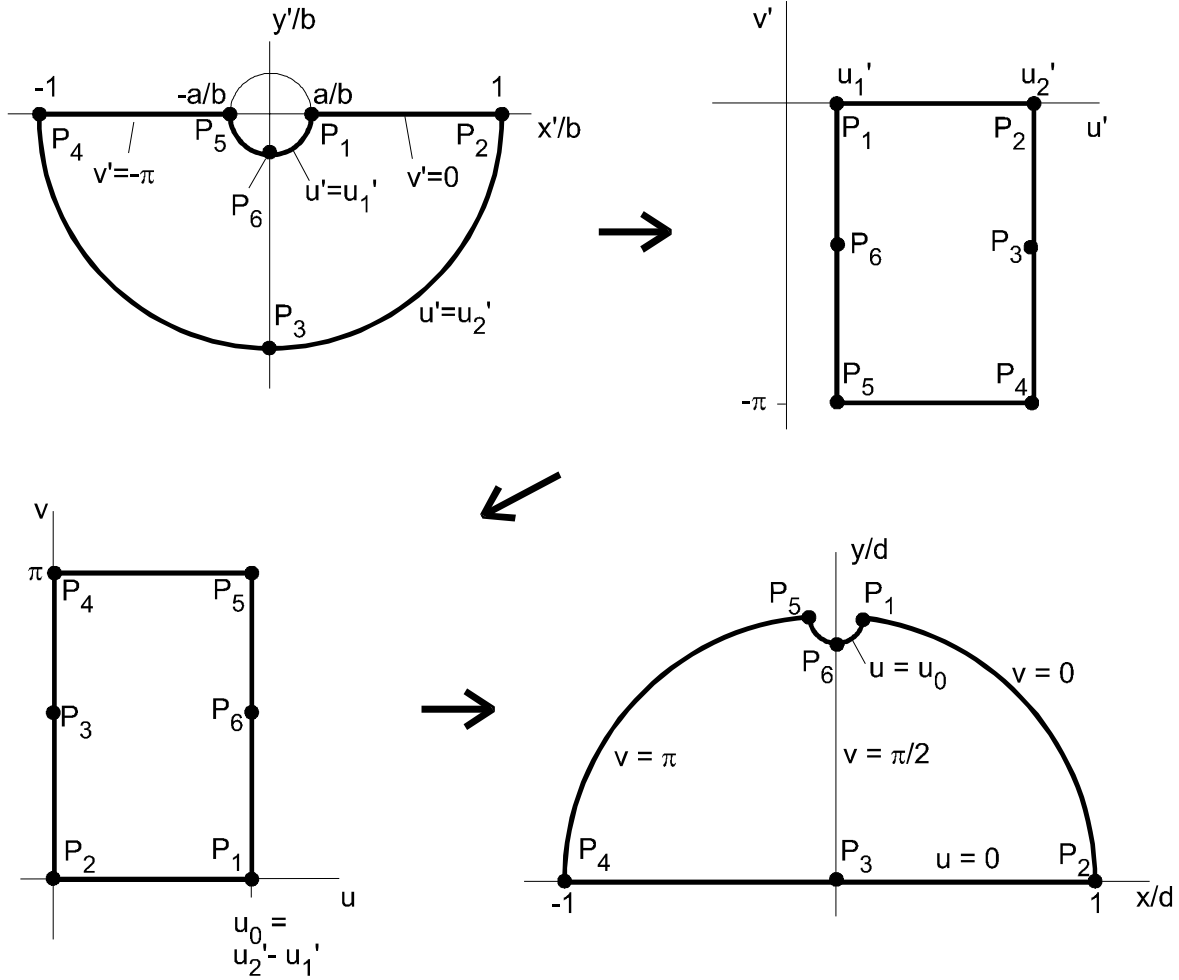 y'/b
-1
-a/b
a/b
1
x'/b
P4
P5
P1
P2
v'=-π
u'=u1'
v'=0
P6
P3
u'=u2'
v'
u1'
u2'
u'
P1
P2
P6
P3
P5
P4
-π
v
π
P4
P5
P3
P6
P2
P1
u
u0 =
u2'- u1'
y/d
P5
P1
P6
u = u0
v = 0
v = π
v = π/2
P4
P3
u = 0
P2
-1
1
x/d